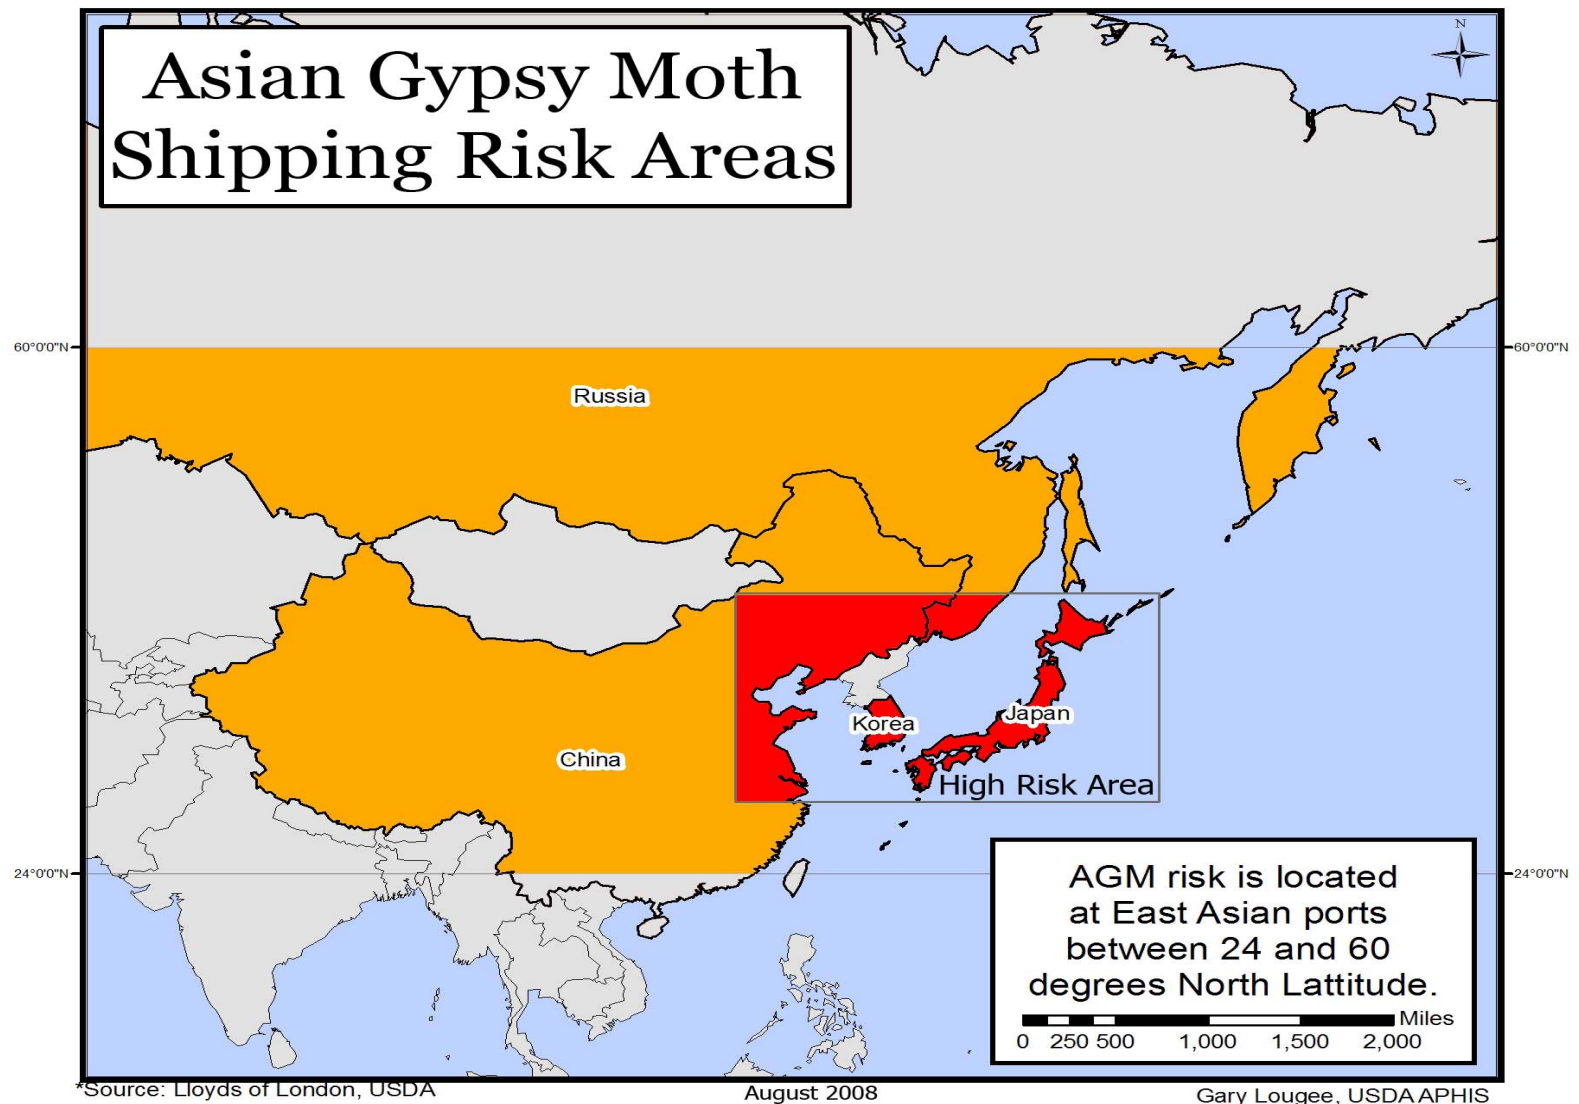 Asian Gypsy Moth
Shipping Risk Areas
N
60°0'0"N
60°0'0"N
Russia
Korea
Japan
China
High Risk Area
24°0'0"N
24°0'0"N
AGM risk is located
at East Asian ports
between 24 and 60
degrees North Lattitude.
Miles
0 250 500 1,000 1,500 2,000
*Source: Lloyds of London, USDA
August 2008
Gary Lougee, USDA APHIS